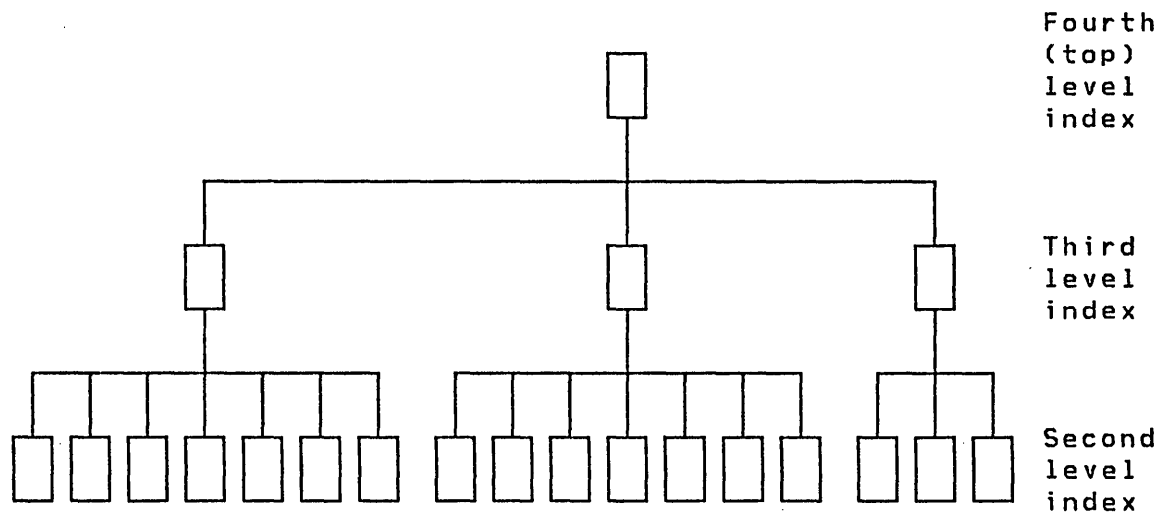 Fourth
(top)
level
index
Third
level
index
Second
level
index